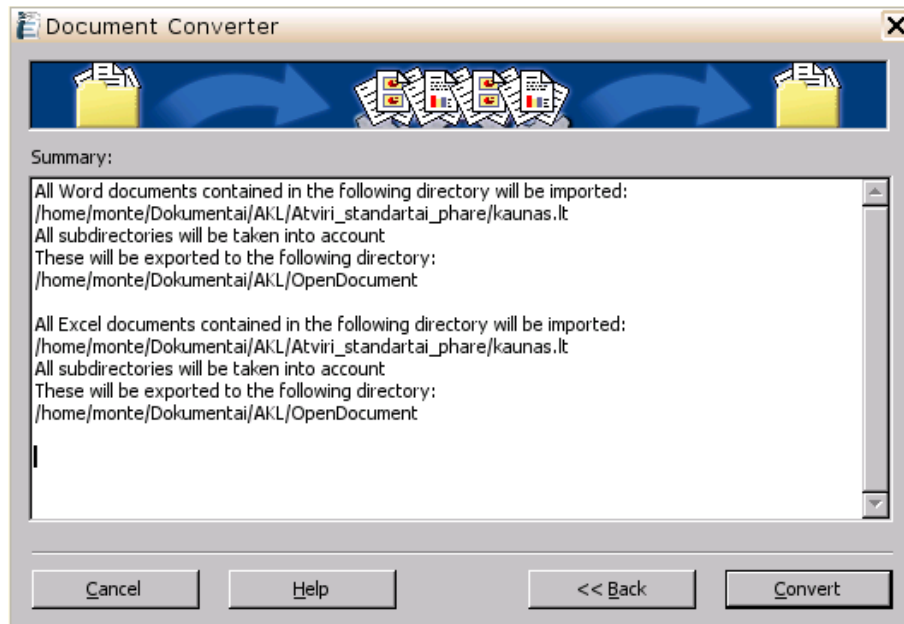 Document Converter
Summary:
All Word documents contained in the following directory will be imported:
/home/monte/Dokumentai/AKL/Atviri_standartai_phare/kaunas.lt
All subdirectories will be taken into account
These will be exported to the following directory:
/home/monte/Dokumentai/AKL/OpenDocument
All Excel documents contained in the following directory will be imported:
/home/monte/Dokumentai/AKL/Atviri_standartai_phare/kaunas.lt
All subdirectories will be taken into account
These will be exported to the following directory:
/home/monte/Dokumentai/AKL/OpenDocument
Cancel Help << Back Convert